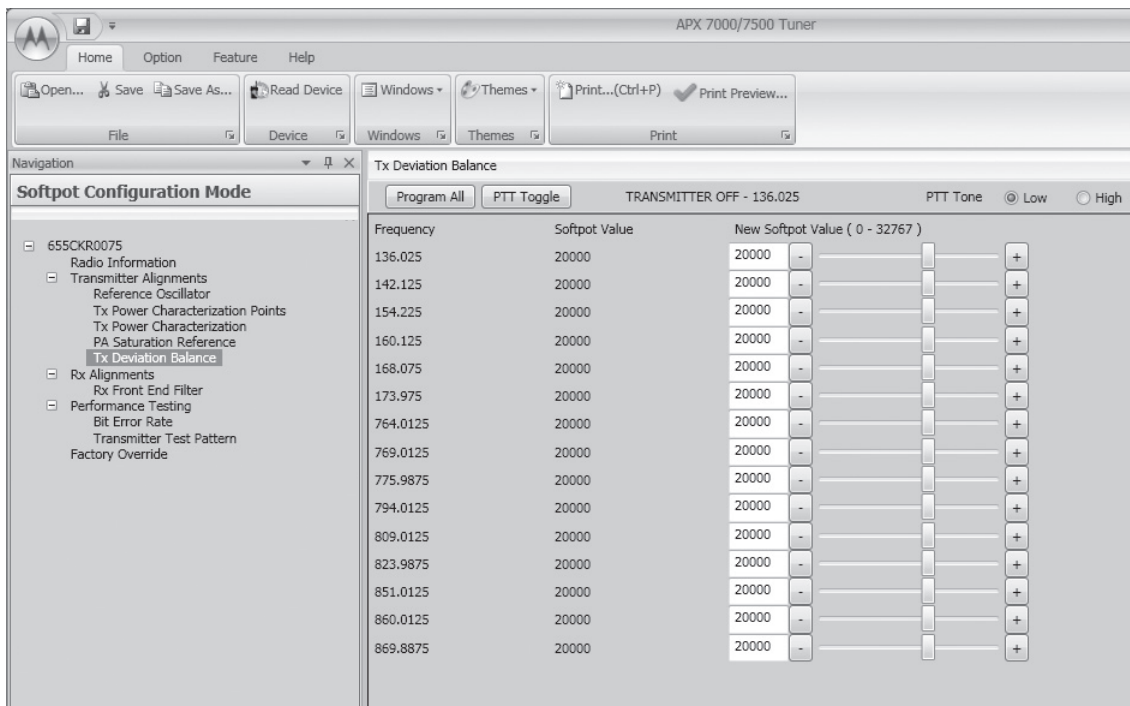 APX 7000/7500 Tuner
Home Option Feature Help
Open... Save Save As... Read Device Windows Themes Print...(Ctrl+P) Print Preview...
File Device Windows Themes Print
Navigation
Softpot Configuration Mode
655CKR0075
Radio Information
Transmitter Alignments
Reference Oscillator
Tx Power Characterization Points
Tx Power Characterization
PA Saturation Reference
Tx Deviation Balance
Rx Alignments
Rx Front End Filter
Performance Testing
Bit Error Rate
Transmitter Test Pattern
Factory Override
Tx Deviation Balance
Program All PTT Toggle TRANSMITTER OFF - 136.025 PTT Tone Low High
Frequency Softpot Value New Softpot Value ( 0 - 32767 )
136.025 20000 20000 - +
142.125 20000 20000 - +
154.225 20000 20000 - +
160.125 20000 20000 - +
168.075 20000 20000 - +
173.975 20000 20000 - +
764.0125 20000 20000 - +
769.0125 20000 20000 - +
775.9875 20000 20000 - +
794.0125 20000 20000 - +
809.0125 20000 20000 - +
823.9875 20000 20000 - +
851.0125 20000 20000 - +
860.0125 20000 20000 - +
869.8875 20000 20000 - +